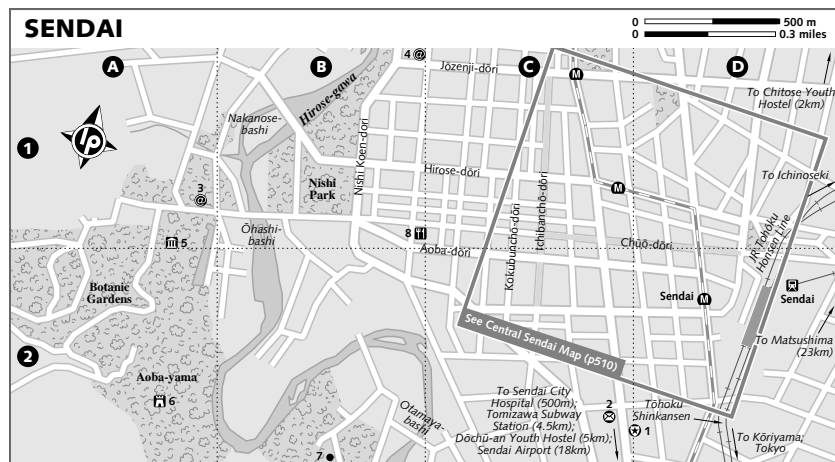 SENDAI
0 500 m
0 0.3 miles
A
B
C
D
1
2
4 @
Jōzenji-dōri
M
To Chitose Youth
Hostel (2km)
Hirose-gawa
Nakanose-
bashi
lp
Nishi Koen-dōri
Hirose-dōri
M
To Ichinoseki
3
@
Nishi
Park
Kokubunchō-dōri
Ichibanchō-dōri
5
Ōhashi-
bashi
8
Aoba-dōri
Chūō-dōri
JR Tōhoku
Honsen Line
Botanic
Gardens
Sendai
M
Sendai
See Central Sendai Map (p510)
To Matsushima
(23km)
Aoba-yama
6
To Sendai City
Hospital (500m);
Tomizawa Subway
Station (4.5km);
Dōchū-an Youth Hostel (5km);
Sendai Airport (18km)
2
1
Tōhoku
Shinkansen
Otamaya-
bashi
7
To Kōriyama;
Tokyo